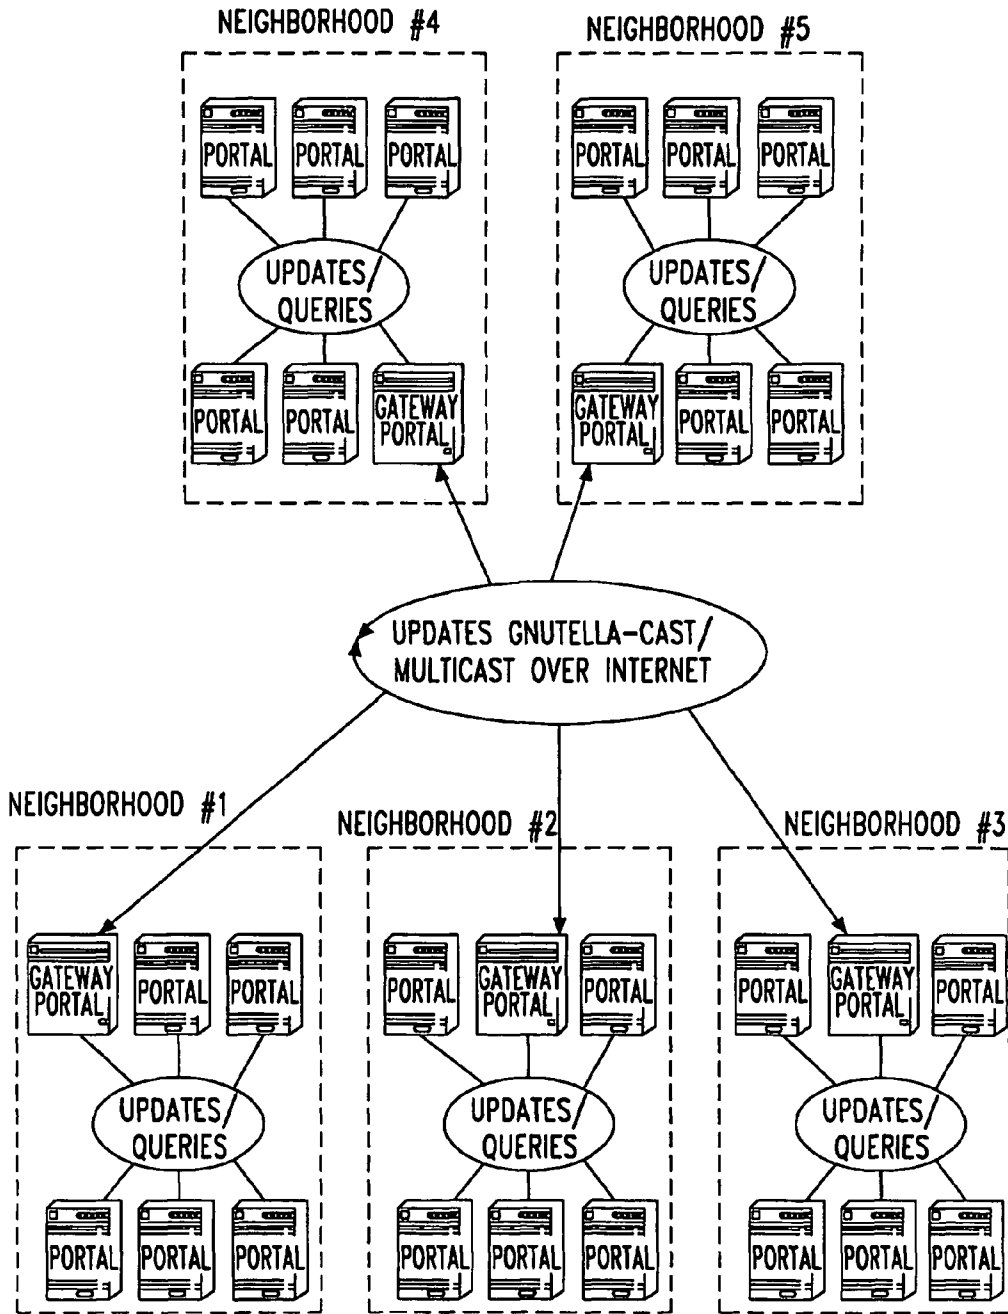 NEIGHBORHOOD #4
NEIGHBORHOOD #5
PORTAL
PORTAL
PORTAL
PORTAL
PORTAL
PORTAL
UPDATES/
QUERIES
UPDATES/
QUERIES
PORTAL
PORTAL
GATEWAY
PORTAL
GATEWAY
PORTAL
PORTAL
PORTAL
UPDATES GNUTELLA-CAST/
MULTICAST OVER INTERNET
NEIGHBORHOOD #1
NEIGHBORHOOD #2
NEIGHBORHOOD #3
GATEWAY
PORTAL
PORTAL
PORTAL
PORTAL
GATEWAY
PORTAL
PORTAL
PORTAL
GATEWAY
PORTAL
PORTAL
UPDATES/
QUERIES
UPDATES/
QUERIES
UPDATES/
QUERIES
PORTAL
PORTAL
PORTAL
PORTAL
PORTAL
PORTAL
PORTAL
PORTAL
PORTAL